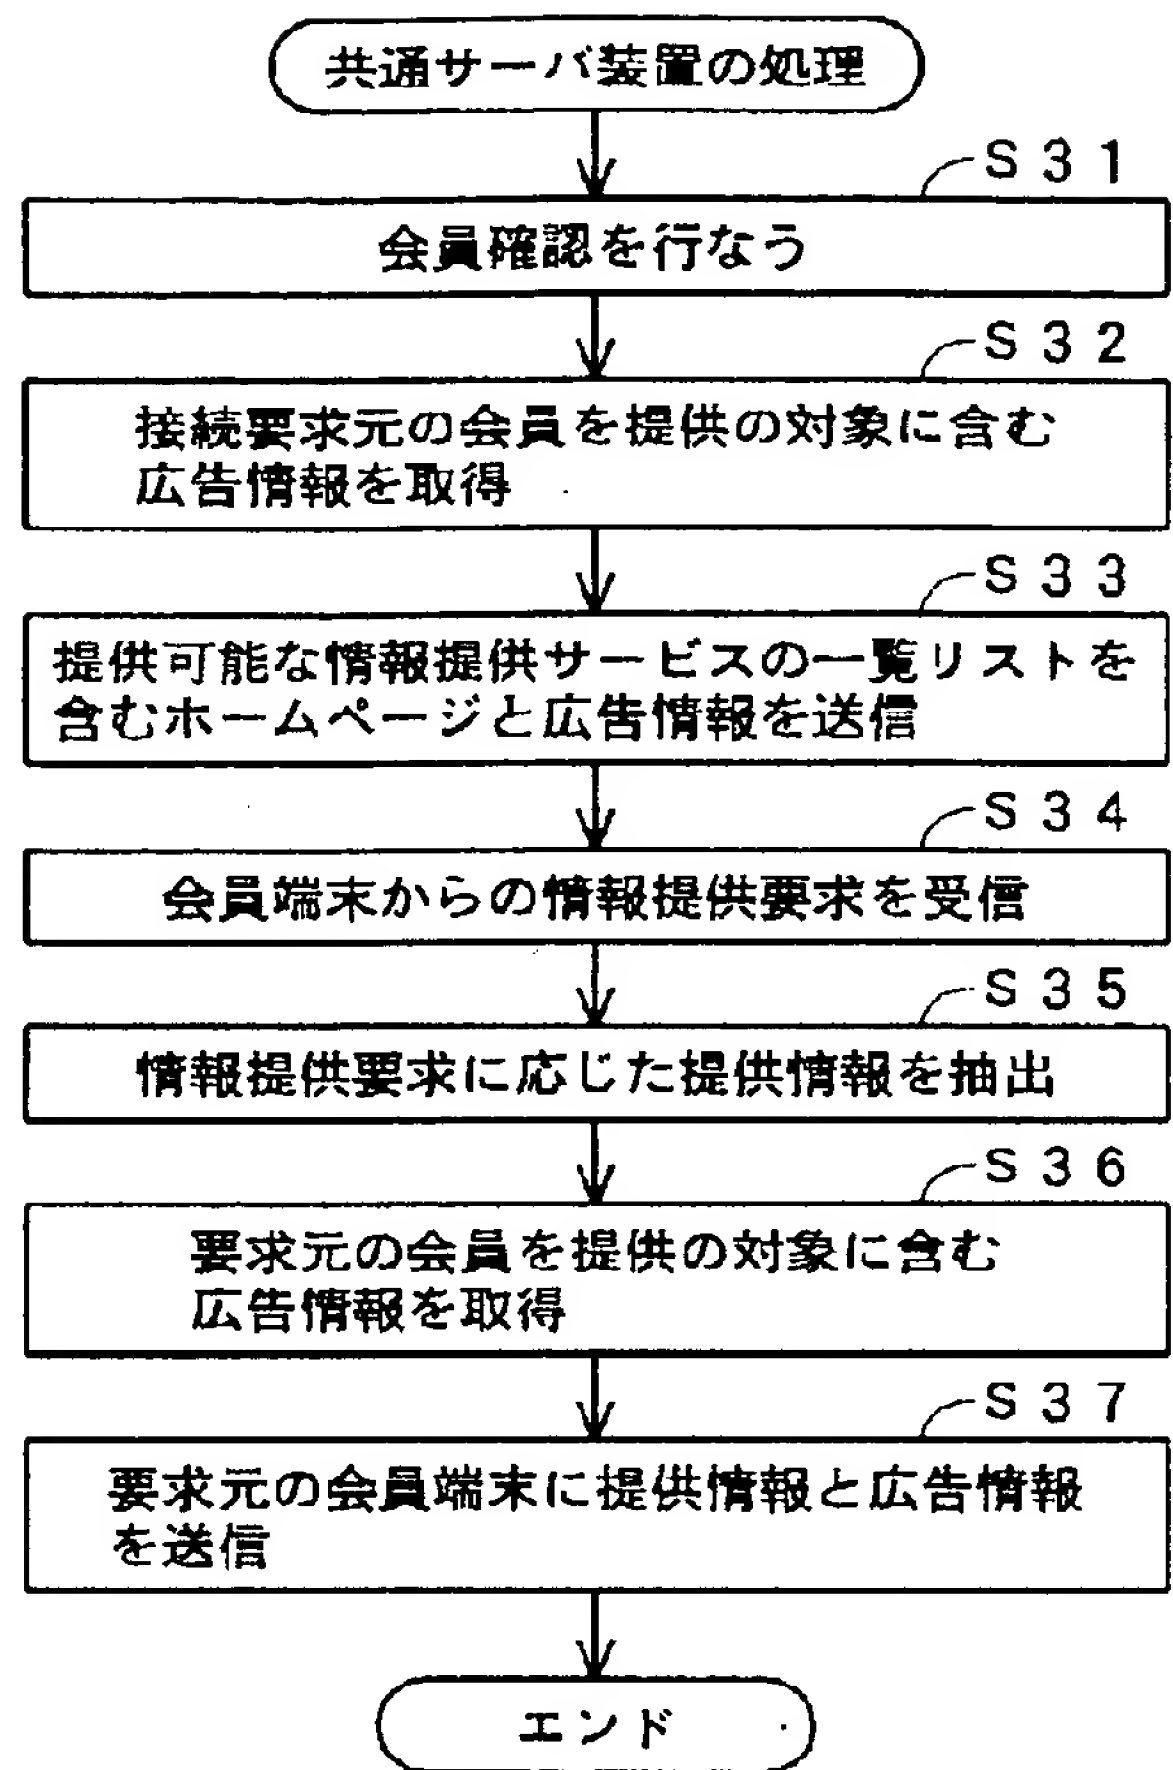 共通サーバ装置の処理
S31
会員確認を行なう
S32
接続要求元の会員を提供の対象に含む
広告情報を取得
S33
提供可能な情報提供サービスの一覧リストを
含むホームページと広告情報を送信
S34
会員端末からの情報提供要求を受信
S35
情報提供要求に応じた提供情報を抽出
S36
要求元の会員を提供の対象に含む
広告情報を取得
S37
要求元の会員端末に提供情報と広告情報
を送信
エンド